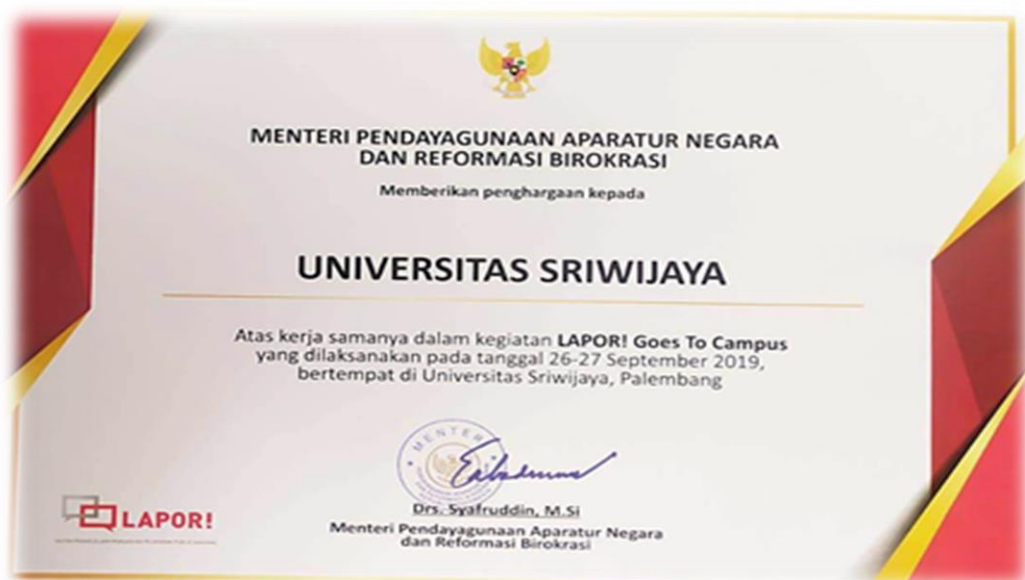 MENTERI PENDAYAGUNAAN APARATUR NEGARA
DAN REFORMASI BIROKRASI
Memberikan penghargaan kepada
UNIVERSITAS SRIWIJAYA
Atas kerja samanya dalam kegiatan LAPOR! Goes To Campus
yang dilaksanakan pada tanggal 26-27 September 2019,
bertempat di Universitas Sriwijaya, Palembang
MENTERI
Drs. Syafruddin, M.Si
Menteri Pendayagunaan Aparatur Negara
dan Reformasi Birokrasi
LAPOR!